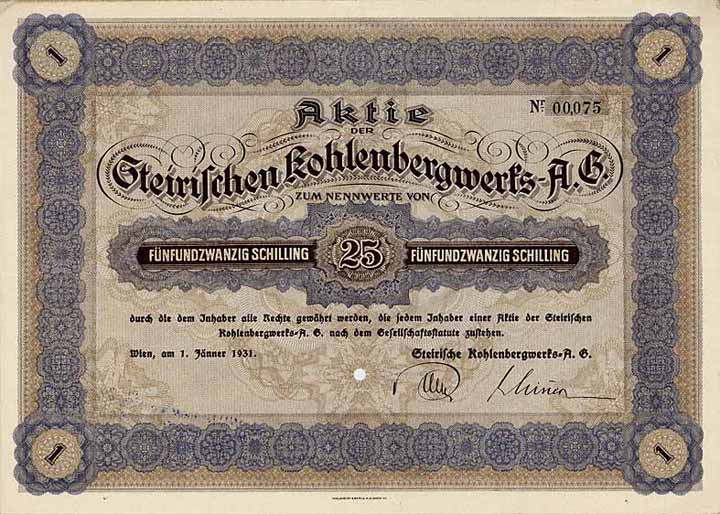 1
1
Aktie
Nr. 00,075
DER
Steirischen Kohlenbergwerks-A.G.
ZUM NENNWERTE VON
FÜNFUNDZWANZIG SCHILLING 25 FÜNFUNDZWANZIG SCHILLING
durch die dem Inhaber alle Rechte gewährt werden, die jedem Inhaber einer Aktie der Steirischen
Kohlenbergwerks-A. G. nach dem Gesellschaftsstatute zustehen.
Wien, am 1. Jänner 1931. Steirische Kohlenbergwerks-A. G.
1
1